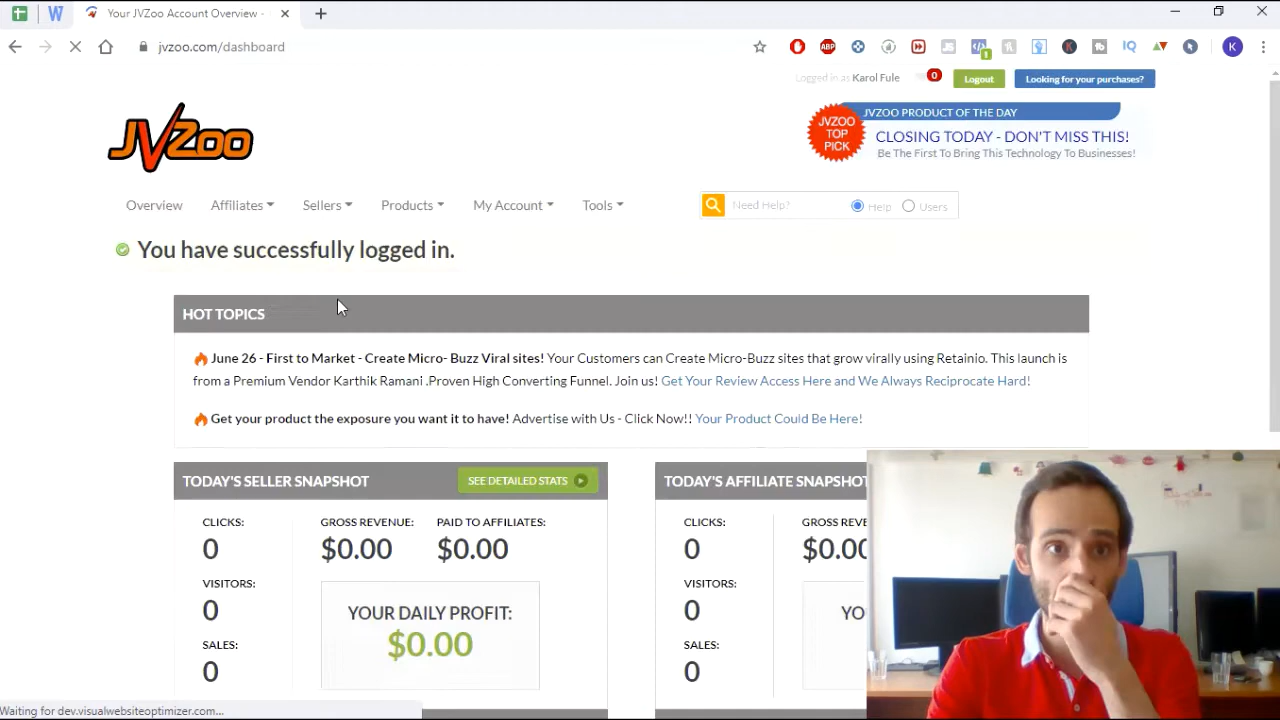 Your JVZoo Account Overview -
jvzoo.com/dashboard
ABP
1
IQ
K
Logged in as Karol Fule
0
Logout
Looking for your purchases?
JVZoo
JVZOO TOP PICK
JVZOO PRODUCT OF THE DAY
CLOSING TODAY - DON'T MISS THIS!
Be The First To Bring This Technology To Businesses!
Overview
Affiliates
Sellers
Products
My Account
Tools
Need Help?
Help
Users
You have successfully logged in.
HOT TOPICS
June 26 - First to Market - Create Micro- Buzz Viral sites! Your Customers can Create Micro-Buzz sites that grow virally using Retainio. This launch is
from a Premium Vendor Karthik Ramani .Proven High Converting Funnel. Join us! Get Your Review Access Here and We Always Reciprocate Hard!
Get your product the exposure you want it to have! Advertise with Us - Click Now!! Your Product Could Be Here!
TODAY'S SELLER SNAPSHOT
SEE DETAILED STATS
CLICKS:
0
GROSS REVENUE:
$0.00
PAID TO AFFILIATES:
$0.00
VISITORS:
0
SALES:
0
YOUR DAILY PROFIT:
$0.00
TODAY'S AFFILIATE SNAPSHOT
CLICKS:
0
GROSS REVE
$0.00
VISITORS:
0
SALES:
0
YO
Waiting for dev.visualwebsiteoptimizer.com...